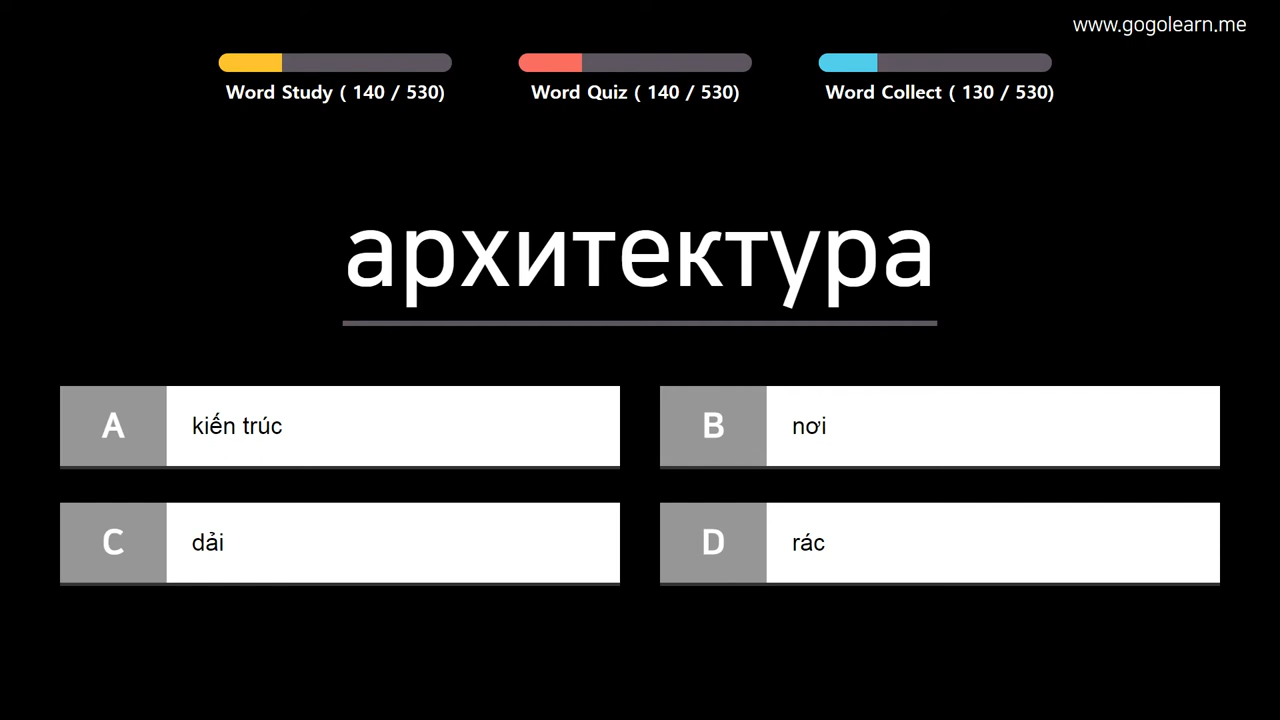 www.gogolearn.me
Word Study ( 140 / 530)
Word Quiz ( 140 / 530)
Word Collect ( 130 / 530)
архитектура
A kiến trúc
B nơi
C dải
D rác